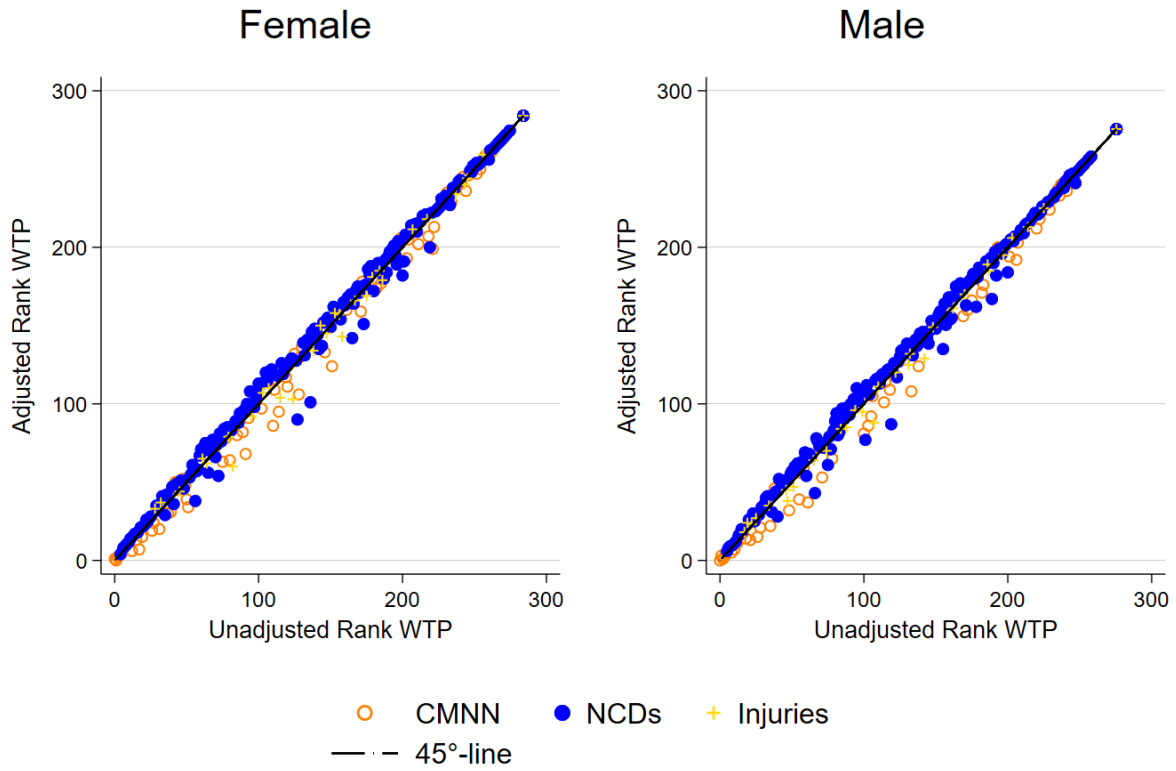 Female
Male
300
200
100
0
Adjusted Rank WTP
0 100 200 300
Unadjusted Rank WTP
300
200
100
0
Adjusted Rank WTP
0 100 200 300
Unadjusted Rank WTP
CMNN NCDs Injuries
45°-line